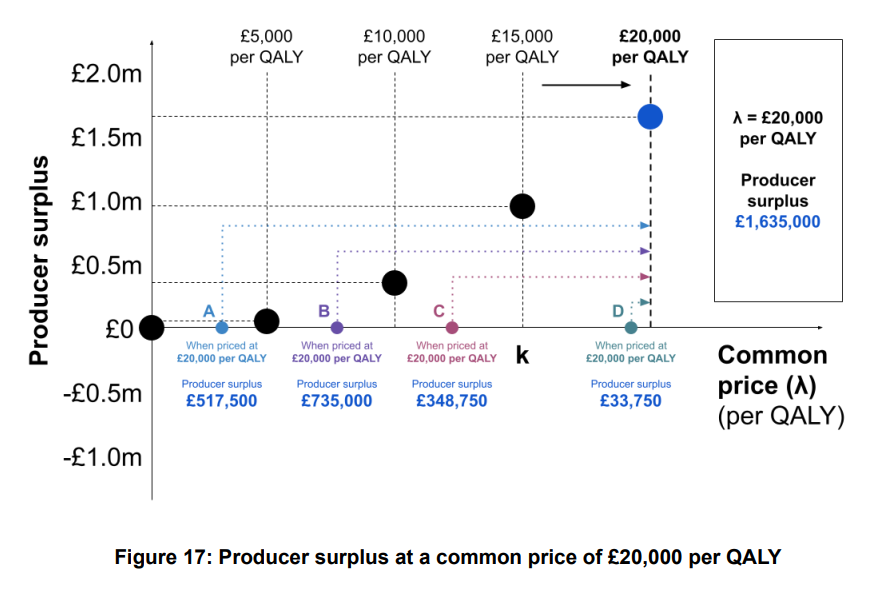 £5,000
per QALY
£10,000
per QALY
£15,000
per QALY
£20,000
per QALY
£2.0m
£1.5m
£1.0m
£0.5m
£0
-£0.5m
-£1.0m
Producer surplus
λ = £20,000
per QALY
Producer
surplus
£1,635,000
A
B
C
D
When priced at
£20,000 per QALY
Producer surplus
£517,500
When priced at
£20,000 per QALY
Producer surplus
£735,000
When priced at
£20,000 per QALY
Producer surplus
£348,750
k
When priced at
£20,000 per QALY
Producer surplus
£33,750
Common
price (λ)
(per QALY)
Figure 17: Producer surplus at a common price of £20,000 per QALY